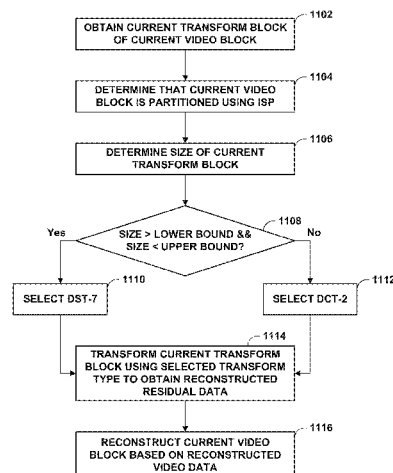 1102
OBTAIN CURRENT TRANSFORM BLOCK
OF CURRENT VIDEO BLOCK
1104
DETERMINE THAT CURRENT VIDEO
BLOCK IS PARTITIONED USING ISP
1106
DETERMINE SIZE OF CURRENT
TRANSFORM BLOCK
1108
Yes
SIZE > LOWER BOUND &&
SIZE < UPPER BOUND?
No
1110
SELECT DST-7
1112
SELECT DCT-2
1114
TRANSFORM CURRENT TRANSFORM
BLOCK USING SELECTED TRANSFORM
TYPE TO OBTAIN RECONSTRUCTED
RESIDUAL DATA
1116
RECONSTRUCT CURRENT VIDEO
BLOCK BASED ON RECONSTRUCTED
VIDEO DATA